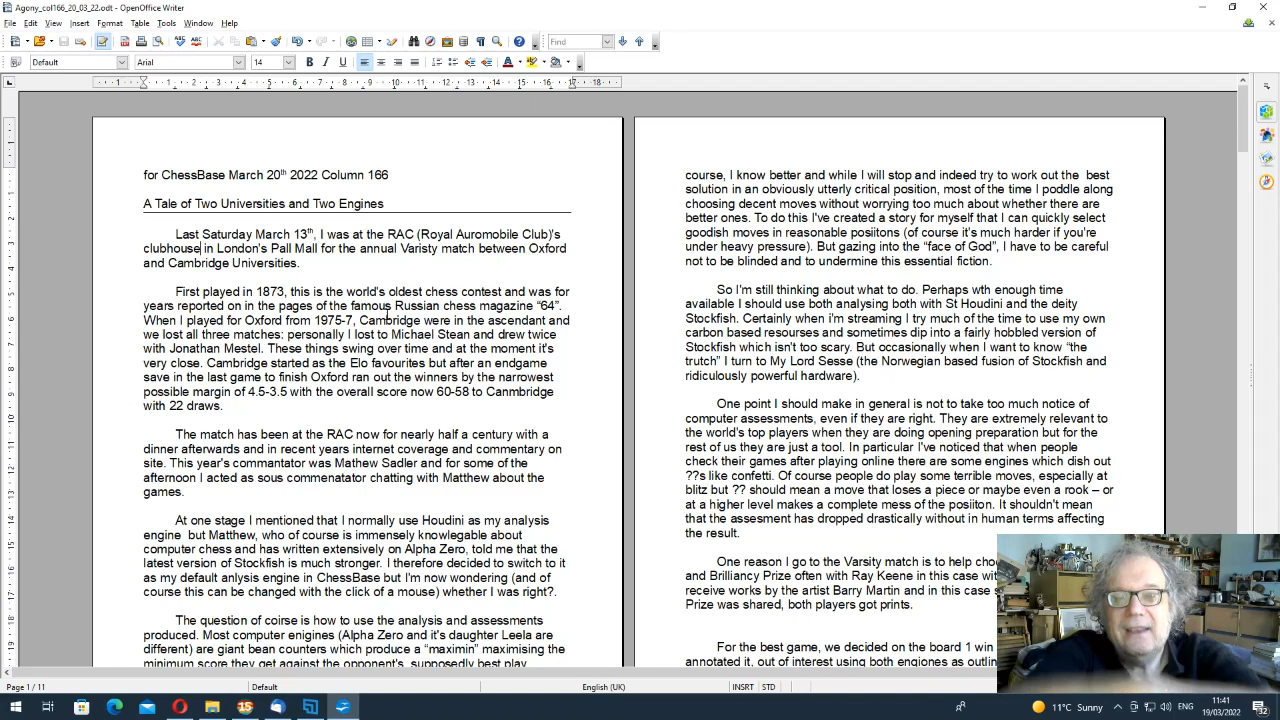 Agony_col166_20_03_22.odt - OpenOffice Writer
File Edit View Insert Format Table Tools Window Help
Find
Default Arial 14 B I U
for ChessBase March 20th 2022 Column 166
A Tale of Two Universities and Two Engines
Last Saturday March 13th, I was at the RAC (Royal Auromobile Club)'s
clubhouse in London's Pall Mall for the annual Varisty match between Oxford
and Cambridge Universities.
First played in 1873, this is the world's oldest chess contest and was for
years reported on in the pages of the famous Russian chess magazine “64”.
When I played for Oxford from 1975-7, Cambridge were in the ascendant and
we lost all three matches: personally I lost to Michael Stean and drew twice
with Jonathan Mestel. These things swing over time and at the moment it's
very close. Cambridge started as the Elo favourites but after an endgame
save in the last game to finish Oxford ran out the winners by the narrowest
possible margin of 4.5-3.5 with the overall score now 60-58 to Canmbridge
with 22 draws.
The match has been at the RAC now for nearly half a century with a
dinner afterwards and in recent years internet coverage and commentary on
site. This year's commantator was Mathew Sadler and for some of the
afternoon I acted as sous commenatator chatting with Matthew about the
games.
At one stage I mentioned that I normally use Houdini as my analysis
engine but Matthew, who of course is immensely knowlegable about
computer chess and has written extensively on Alpha Zero, told me that the
latest version of Stockfish is much stronger. I therefore decided to switch to it
as my default anlysis engine in ChessBase but I'm now wondering (and of
course this can be changed with the click of a mouse) whether I was right?.
The question of coirse is how to use the analysis and assessments
produced. Most computer enigines (Alpha Zero and it's daughter Leela are
different) are giant bean counters which produce a “maximin” maximising the
minimum score they get against the opponent's supposedly best play
course, I know better and while I will stop and indeed try to work out the best
solution in an obviously utterly critical position, most of the time I poddle along
choosing decent moves without worrying too much about whether there are
better ones. To do this I've created a story for myself that I can quickly select
goodish moves in reasonable posiitons (of course it's much harder if you're
under heavy pressure). But gazing into the “face of God”, I have to be careful
not to be blinded and to undermine this essential fiction.
So I'm still thinking about what to do. Perhaps wth enough time
available I should use both analysing both with St Houdini and the deity
Stockfish. Certainly when i'm streaming I try much of the time to use my own
carbon based resourses and sometimes dip into a fairly hobbled version of
Stockfish which isn't too scary. But occasionally when I want to know “the
trutch” I turn to My Lord Sesse (the Norwegian based fusion of Stockfish and
ridiculously powerful hardware).
One point I should make in general is not to take too much notice of
computer assessments, even if they are right. They are extremely relevant to
the world's top players when they are doing opening preparation but for the
rest of us they are just a tool. In particular I've noticed that when people
check their games after playing online there are some engines which dish out
??s like confetti. Of course people do play some terrible moves, especially at
blitz but ?? should mean a move that loses a piece or maybe even a rook – or
at a higher level makes a complete mess of the posiiton. It shouldn't mean
that the assesment has dropped drastically without in human terms affecting
the result.
One reason I go to the Varsity match is to help choo
and Brilliancy Prize often with Ray Keene in this case wit
receive works by the artist Barry Martin and in this case s
Prize was shared, both players got prints.
For the best game, we decided on the board 1 win
annotated it, out of interest using both engiones as outlin
Page 1 / 11 Default English (UK) INSRT STD
11°C Sunny ENG 11:41
19/03/2022